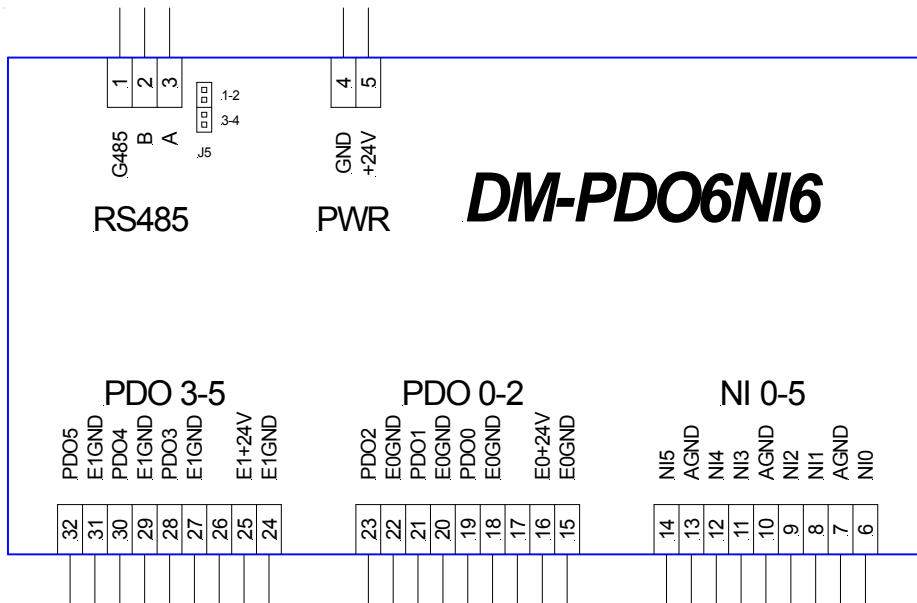 1 2 3 4 5
1-2
3-4
J5
G485 B A GND +24V
RS485 PWR DM-PDO6NI6
PDO 3-5 PDO 0-2 NI 0-5
PDO5 E1GND PDO4 E1GND PDO3 E1GND E1+24V E1GND PDO2 E0GND PDO1 E0GND PDO0 E0GND E0+24V E0GND NI5 AGND NI4 NI3 AGND NI2 NI1 AGND NI0
32 31 30 29 28 27 26 25 24 23 22 21 20 19 18 17 16 15 14 13 12 11 10 9 8 7 6